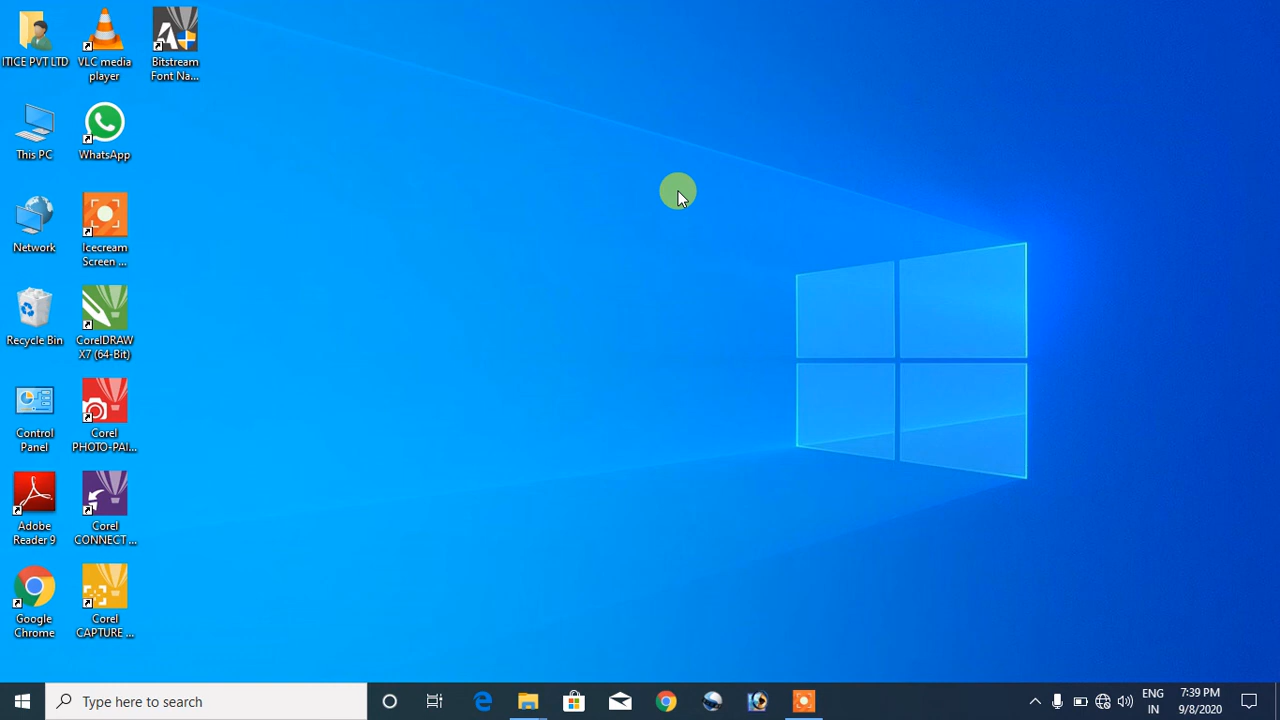 ITICE PVT LTD
VLC media
player
Bitstream
Font Na...
This PC
WhatsApp
Network
Icecream
Screen ...
Recycle Bin
CorelDRAW
X7 (64-Bit)
Control
Panel
Corel
PHOTO-PAI...
Adobe
Reader 9
Corel
CONNECT ...
Google
Chrome
Corel
CAPTURE ...
Type here to search
ENG
IN
7:39 PM
9/8/2020